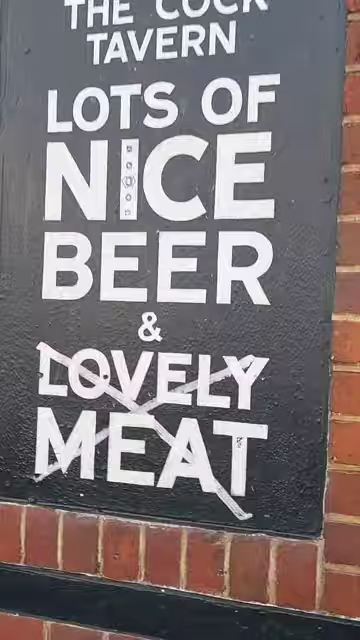 THE COCK
TAVERN
LOTS OF
NICE
BEER
&
LOVELY
MEAT